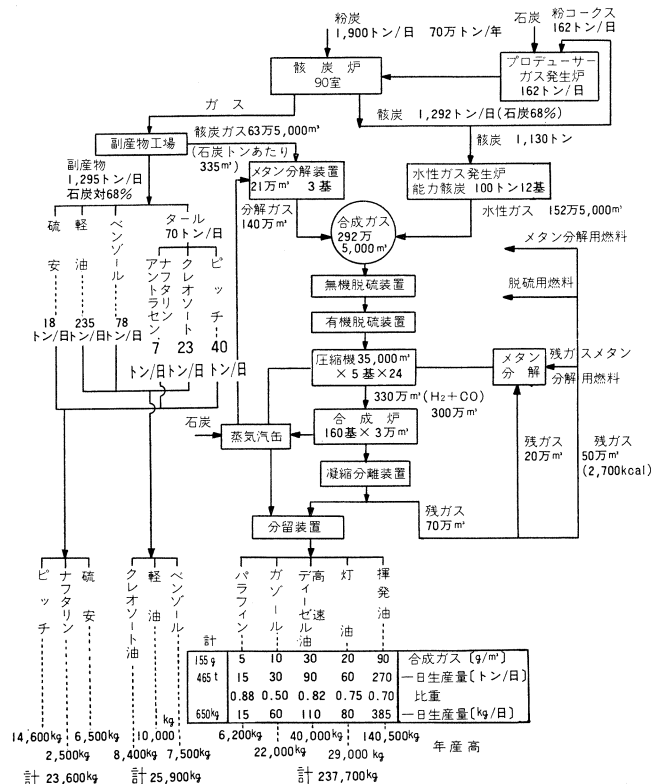 粉炭
1,900トン/日 70万トン/年
石炭
粉コークス
162トン/日
骸炭炉
90室
プロデューサー
ガス発生炉
162トン/日
ガス
骸炭 1,292トン/日(石炭68%)
骸炭ガス63万5,000m³
(石炭トンあたり
335m³)
骸炭 1,130トン
副産物工場
副産物
1,295トン/日
石炭対68%
メタン分解装置
21万m³ 3基
水性ガス発生炉
能力骸炭 100トン12基
分解ガス
140万m³
合成ガス
292万
5,000m³
水性ガス 152万5,000m³
硫安
軽油
ベンゾール
タール
70トン/日
ナフタリン
アントラセン
クレオソート
ピッチ
メタン分解用燃料
脱硫用燃料
無機脱硫装置
有機脱硫装置
18
トン/日
235
トン/日
78
トン/日
7
トン/日
23
トン/日
40
トン/日
圧縮機35,000m³
×5基×24
メタン
分解
残ガスメタン
分解用燃料
330万m³(H₂+CO)
300万m³
石炭
蒸気汽缶
合成炉
160基×3万m³
残ガス
20万m³
残ガス
50万m³
(2,700kcal)
凝縮分離装置
残ガス
70万m³
分留装置
ピッチ
ナフタリン
硫安
クレオソート油
軽油
ベンゾール
パラフィン
ガゾール
高速
ディーゼル油
灯油
揮発油
計
155g 5 10 30 20 90 合成ガス〔g/m³〕
465t 15 30 90 60 270 一日生産量〔トン/日〕
0.88 0.50 0.82 0.75 0.70 比重
650kg 15 60 110 80 385 一日生産量〔kg/日〕
14,600kg
2,500kg
6,500kg
計 23,600kg
8,400kg
10,000kg
7,500kg
計 25,900kg
6,200kg
22,000kg
40,000kg
29,000kg
140,500kg
計 237,700kg
年産高